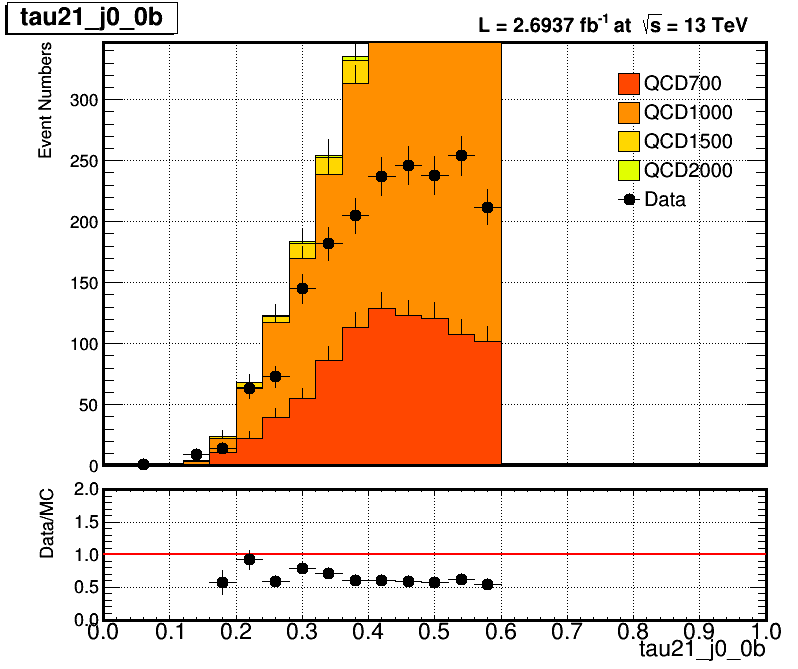 tau21_j0_0b
L = 2.6937 fb-1 at √s = 13 TeV
Event Numbers
300
250
200
150
100
50
0
QCD700
QCD1000
QCD1500
QCD2000
Data
Data/MC
2.0
1.5
1.0
0.5
0.0
0.0 0.1 0.2 0.3 0.4 0.5 0.6 0.7 0.8 0.9 1.0
tau21_j0_0b